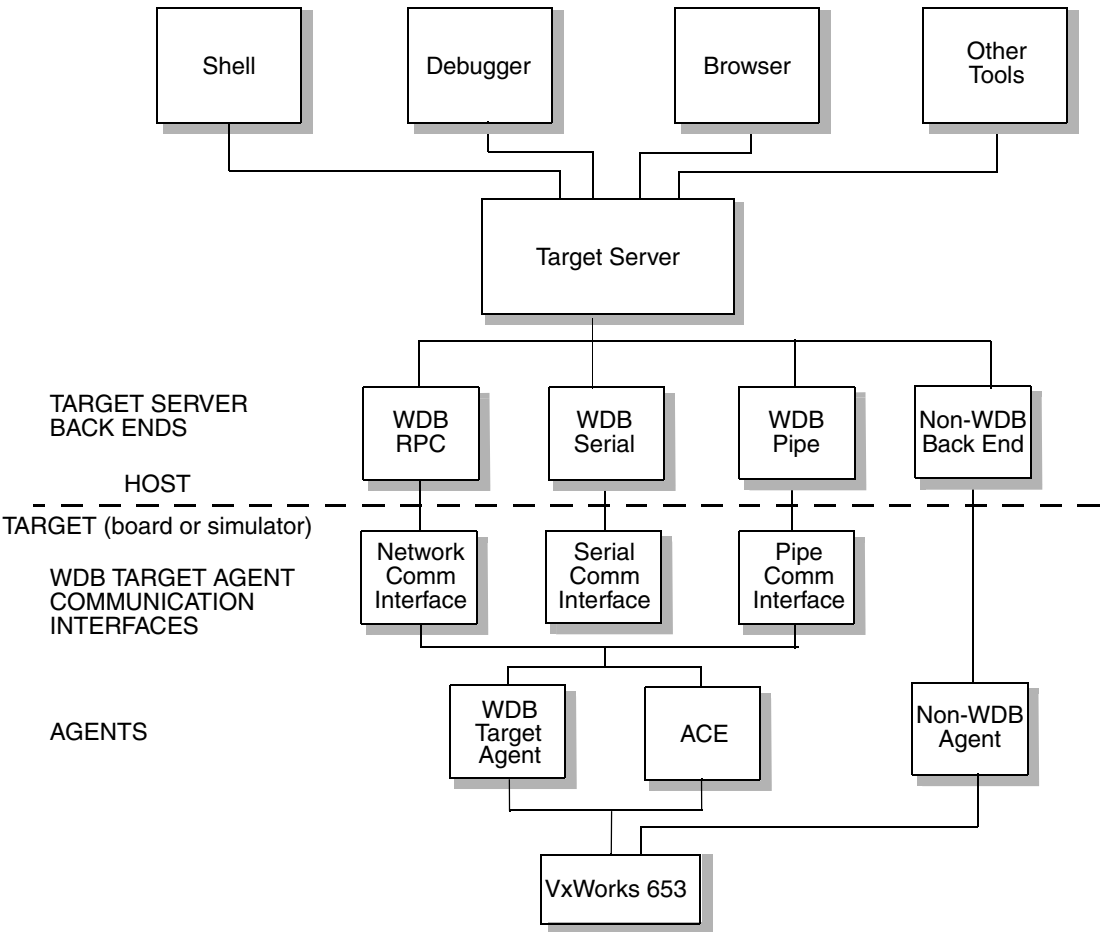 Shell
Debugger
Browser
Other
Tools
Target Server
TARGET SERVER
BACK ENDS
WDB
RPC
WDB
Serial
WDB
Pipe
Non-WDB
Back End
HOST
TARGET (board or simulator)
WDB TARGET AGENT
COMMUNICATION
INTERFACES
Network
Comm
Interface
Serial
Comm
Interface
Pipe
Comm
Interface
AGENTS
WDB
Target
Agent
ACE
Non-WDB
Agent
VxWorks 653